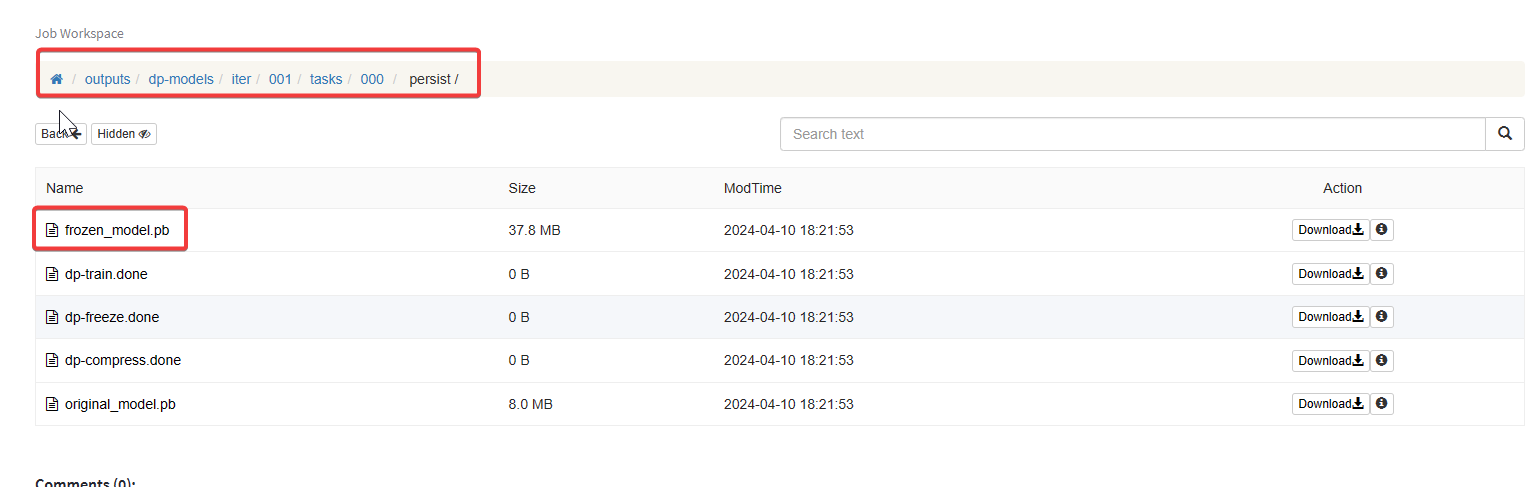 Job Workspace
/ outputs / dp-models / iter / 001 / tasks / 000 / persist /
Back Hidden
Search text
Name Size ModTime Action
frozen_model.pb 37.8 MB 2024-04-10 18:21:53 Download
dp-train.done 0 B 2024-04-10 18:21:53 Download
dp-freeze.done 0 B 2024-04-10 18:21:53 Download
dp-compress.done 0 B 2024-04-10 18:21:53 Download
original_model.pb 8.0 MB 2024-04-10 18:21:53 Download
Comments (0):